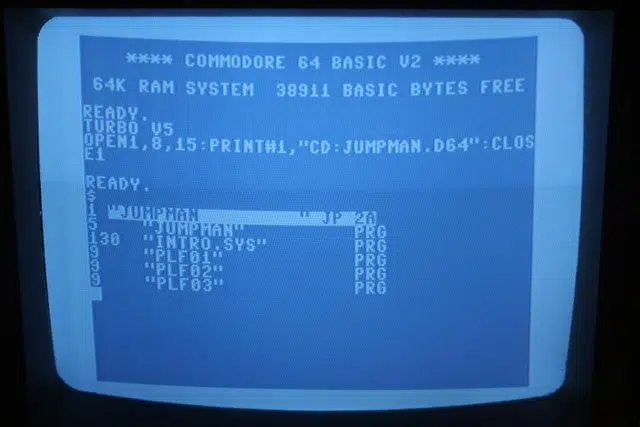 **** COMMODORE 64 BASIC V2 ****
64K RAM SYSTEM 38911 BASIC BYTES FREE
READY.
TURBO V5
OPEN1,8,15:PRINT#1,"CD:JUMPMAN.D64":CLOS
E1
READY.
$
1 "JUMPMAN " JP 2A
5 "JUMPMAN" PRG
130 "INTRO.SYS" PRG
9 "PLF01" PRG
9 "PLF02" PRG
9 "PLF03" PRG